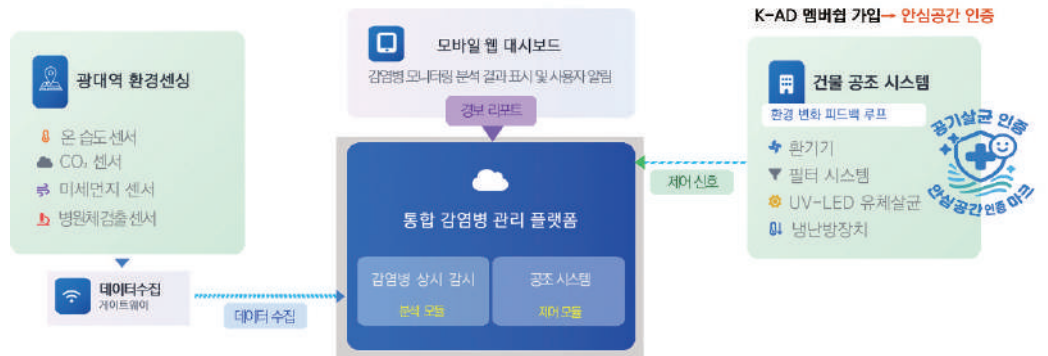 K-AD 멤버쉽 가입→ 안심공간 인증
광대역 환경센싱
온 습도 센서
CO₂ 센서
미세먼지 센서
병원체검출 센서
데이터수집
게이트웨이
데이터 수집
모바일 웹 대시보드
감염병 모니터링 분석 결과 표시 및 사용자 알림
경보 리포트
통합 감염병 관리 플랫폼
감염병 상시 감시
분석 모듈
공조 시스템
제어 모듈
제어 신호
건물 공조 시스템
환경 변화 피드백 루프
환기기
필터 시스템
UV-LED 유체살균
냉난방장치
공기살균 인증
안심공간 인증 마크